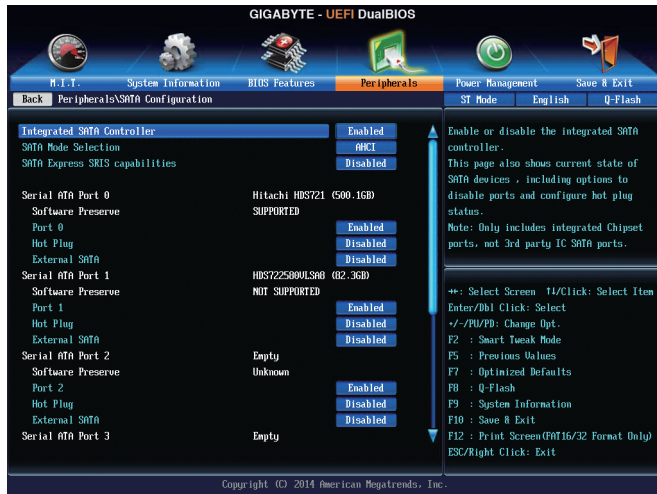 GIGABYTE - UEFI DualBIOS
M.I.T. System Information BIOS Features Peripherals Power Management Save & Exit
Back Peripherals\SATA Configuration ST Mode English Q-Flash
Integrated SATA Controller Enabled
SATA Mode Selection AHCI
SATA Express SRIS capabilities Disabled
Serial ATA Port 0 Hitachi HDS721 (500.1GB)
Software Preserve SUPPORTED
Port 0 Enabled
Hot Plug Disabled
External SATA Disabled
Serial ATA Port 1 HDS722580VLSA8 (82.3GB)
Software Preserve NOT SUPPORTED
Port 1 Enabled
Hot Plug Disabled
External SATA Disabled
Serial ATA Port 2 Empty
Software Preserve Unknown
Port 2 Enabled
Hot Plug Disabled
External SATA Disabled
Serial ATA Port 3 Empty
Enable or disable the integrated SATA
controller.
This page also shows current state of
SATA devices , including options to
disable ports and configure hot plug
status.
Note: Only includes integrated Chipset
ports, not 3rd party IC SATA ports.
↔: Select Screen ↑↓/Click: Select Item
Enter/Dbl Click: Select
+/-/PU/PD: Change Opt.
F2 : Smart Tweak Mode
F5 : Previous Values
F7 : Optimized Defaults
F8 : Q-Flash
F9 : System Information
F10 : Save & Exit
F12 : Print Screen(FAT16/32 Format Only)
ESC/Right Click: Exit
Copyright (C) 2014 American Megatrends, Inc.